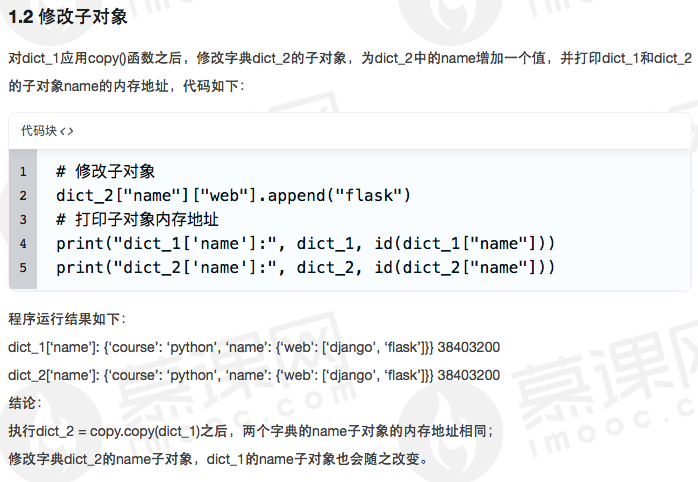 1.2 修改子对象
对dict_1应用copy()函数之后，修改字典dict_2的子对象，为dict_2中的name增加一个值，并打印dict_1和dict_2
的子对象name的内存地址，代码如下：
代码块<>
1 # 修改子对象
2 dict_2["name"]["web"].append("flask")
3 # 打印子对象内存地址
4 print("dict_1['name']:", dict_1, id(dict_1["name"]))
5 print("dict_2['name']:", dict_2, id(dict_2["name"]))
程序运行结果如下：
dict_1['name']: {‘course’: ‘python’, ‘name’: {‘web’: [‘django’, ‘flask’]}} 38403200
dict_2['name']: {‘course’: ‘python’, ‘name’: {‘web’: [‘django’, ‘flask’]}} 38403200
结论：
执行dict_2 = copy.copy(dict_1)之后，两个字典的name子对象的内存地址相同；
修改字典dict_2的name子对象，dict_1的name子对象也会随之改变。
慕课网
imooc.com